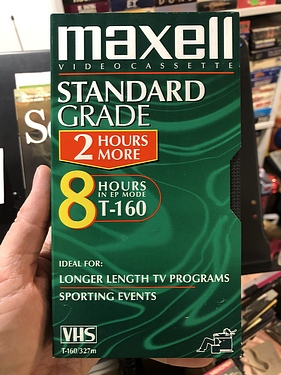 maxell
VIDEOCASSETTE
STANDARD
GRADE
2 HOURS
MORE
8 HOURS
IN EP MODE
T-160
IDEAL FOR:
LONGER LENGTH TV PROGRAMS
SPORTING EVENTS
VHS
T-160/327m